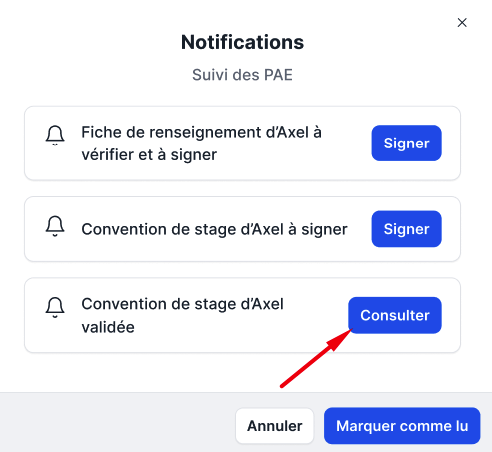 Notifications
Suivi des PAE
Fiche de renseignement d’Axel à
vérifier et à signer
Signer
Convention de stage d’Axel à signer
Signer
Convention de stage d’Axel
validée
Consulter
Annuler
Marquer comme lu